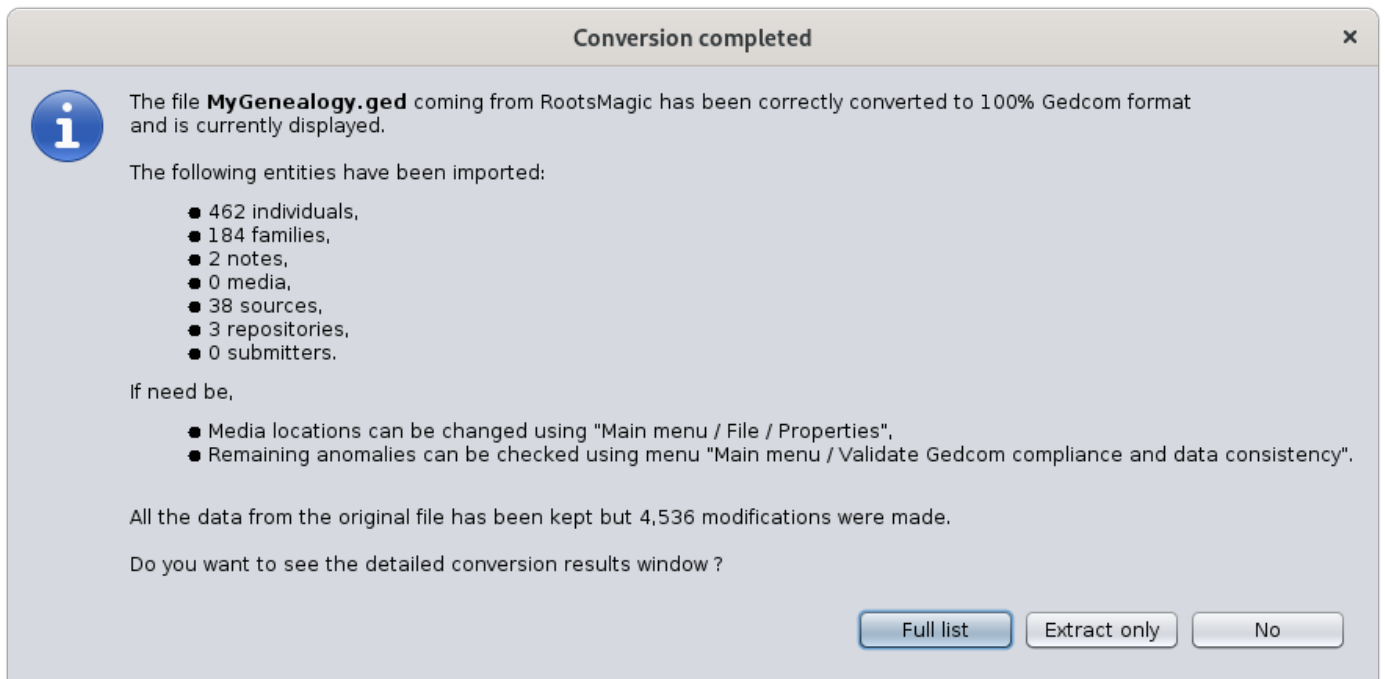 Conversion completed
×
The file MyGenealogy.ged coming from RootsMagic has been correctly converted to 100% Gedcom format
and is currently displayed.
The following entities have been imported:
● 462 individuals,
● 184 families,
● 2 notes,
● 0 media,
● 38 sources,
● 3 repositories,
● 0 submitters.
If need be,
● Media locations can be changed using "Main menu / File / Properties",
● Remaining anomalies can be checked using menu "Main menu / Validate Gedcom compliance and data consistency".
All the data from the original file has been kept but 4,536 modifications were made.
Do you want to see the detailed conversion results window ?
Full list Extract only No